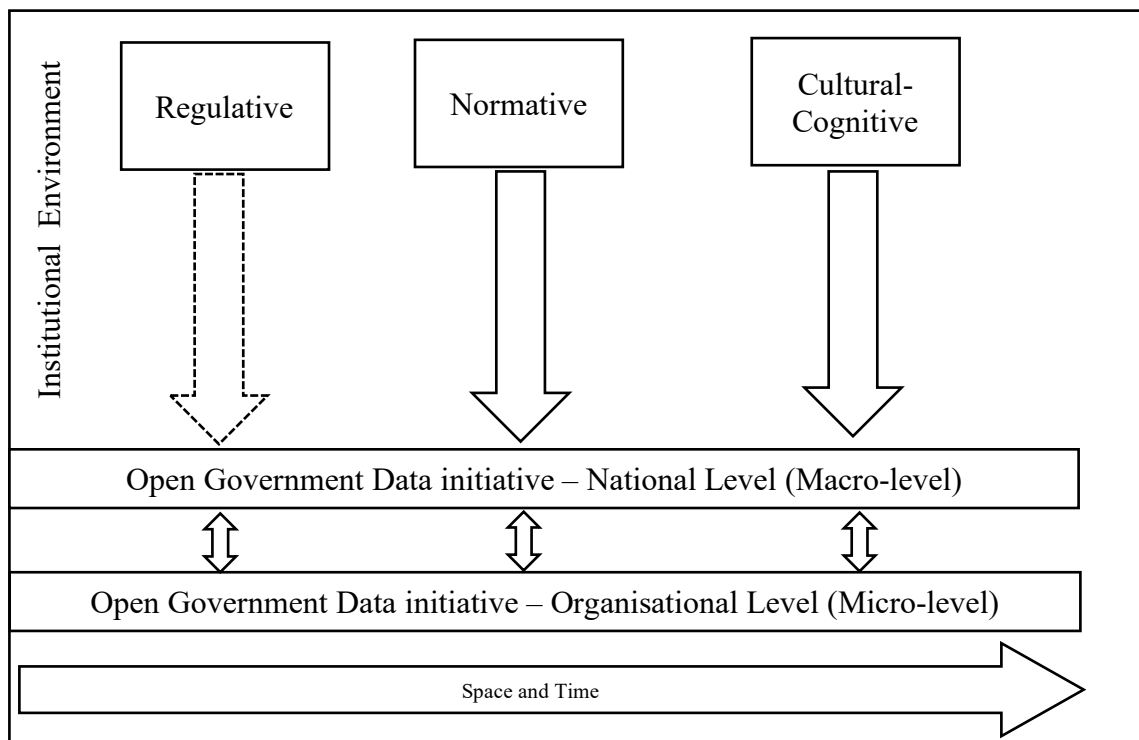 Institutional Environment
Regulative
Normative
Cultural-
Cognitive
Open Government Data initiative – National Level (Macro-level)
Open Government Data initiative – Organisational Level (Micro-level)
Space and Time